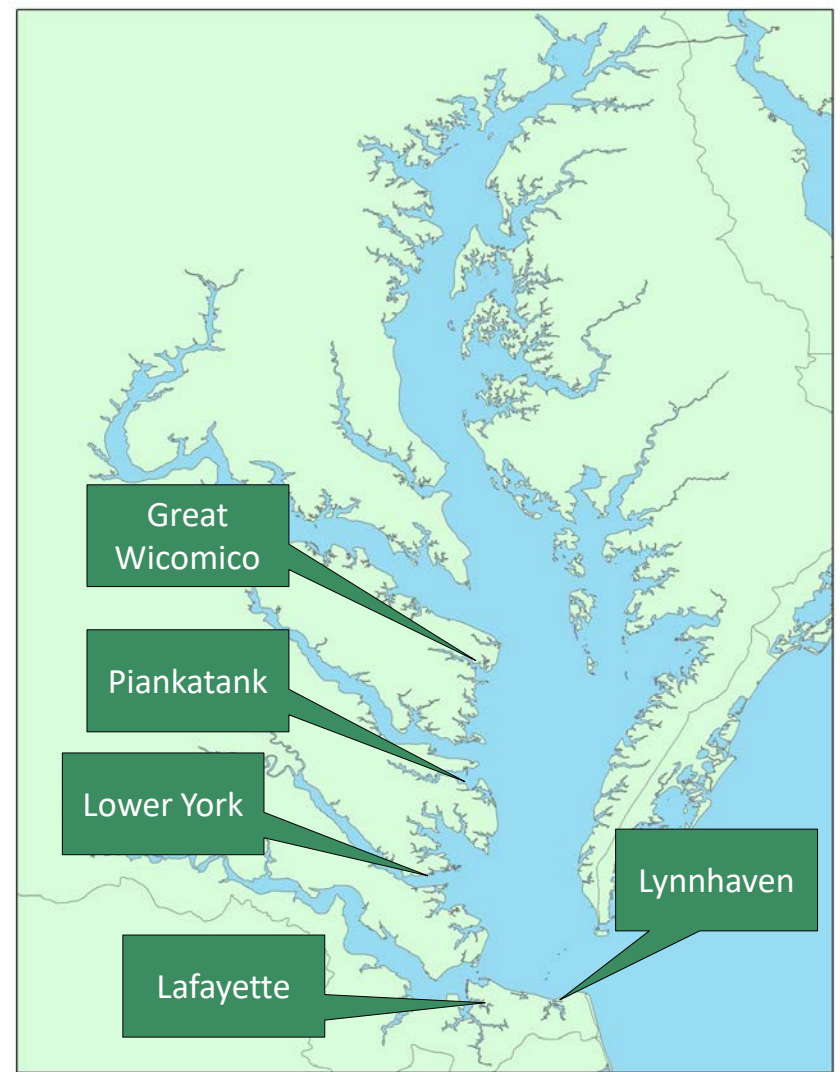 Great
Wicomico
Piankatank
Lower York
Lynnhaven
Lafayette